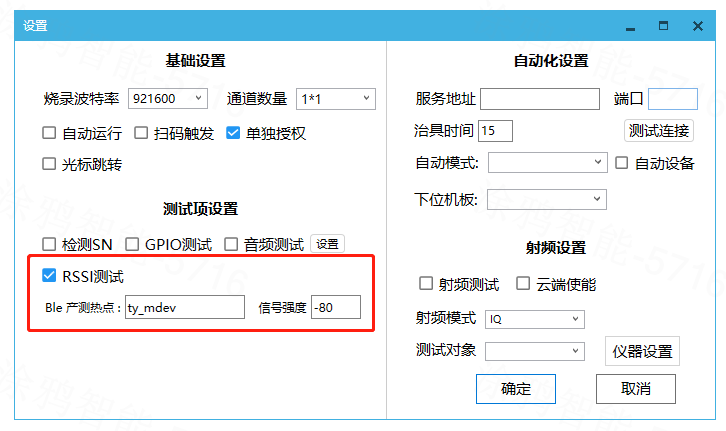 设置
基础设置
烧录波特率 921600 通道数量 1*1
自动运行 扫码触发 单独授权
光标跳转
测试项设置
检测SN GPIO测试 音频测试 设置
RSSI测试
Ble 产测热点： ty_mdev 信号强度 -80
自动化设置
服务地址 端口
治具时间 15 测试连接
自动模式: 自动设备
下位机板:
射频设置
射频测试 云端使能
射频模式 IQ
测试对象 仪器设置
确定 取消